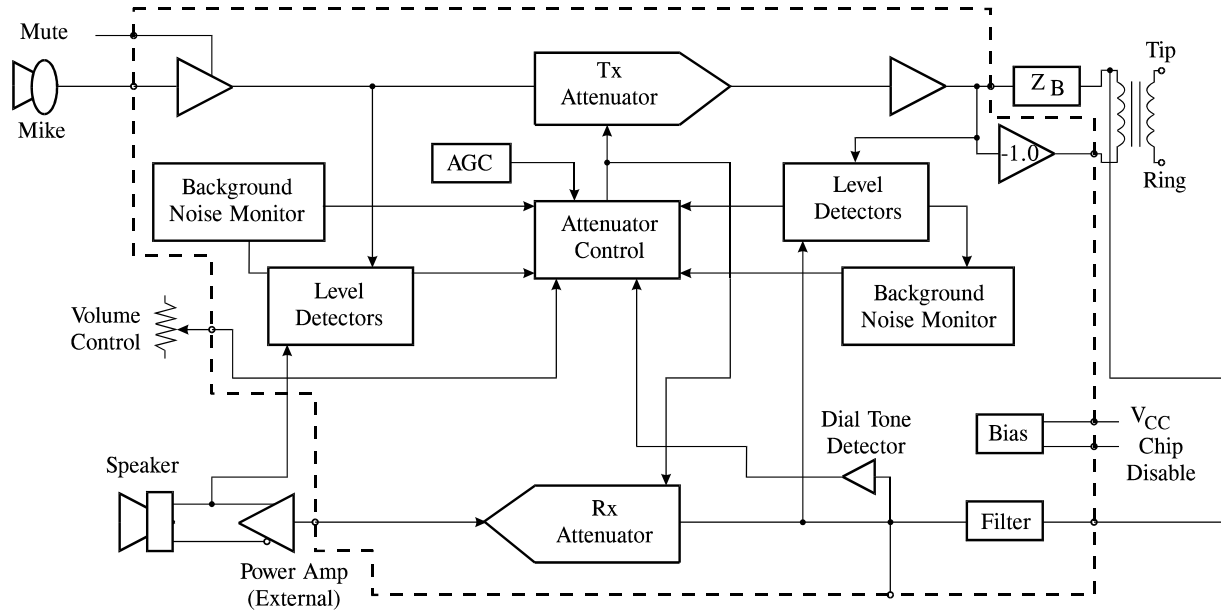 Mute
Mike
Tx
Attenuator
Z B
Tip
Ring
-1.0
AGC
Background
Noise Monitor
Attenuator
Control
Level
Detectors
Level
Detectors
Background
Noise Monitor
Volume
Control
Dial Tone
Detector
Bias
VCC
Chip
Disable
Speaker
Rx
Attenuator
Filter
Power Amp
(External)